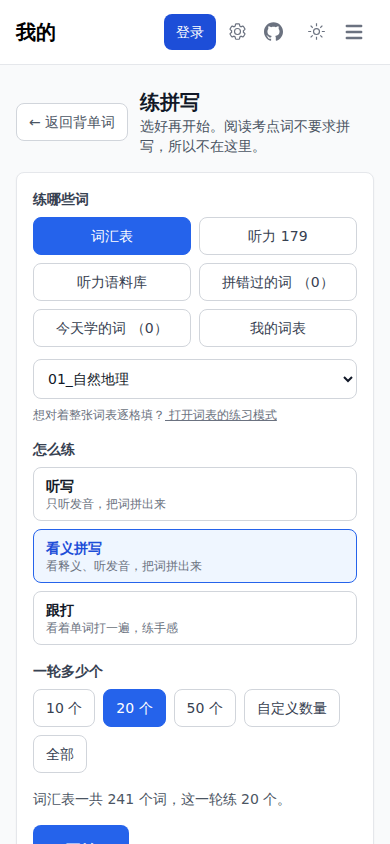 我的
登录
← 返回背单词
练拼写
选好再开始。阅读考点词不要求拼
写，所以不在这里。
练哪些词
词汇表
听力 179
听力语料库
拼错过的词 （0）
今天学的词 （0）
我的词表
01_自然地理
想对着整张词表逐格填？ 打开词表的练习模式
怎么练
听写
只听发音，把词拼出来
看义拼写
看释义、听发音，把词拼出来
跟打
看着单词打一遍，练手感
一轮多少个
10 个
20 个
50 个
自定义数量
全部
词汇表一共 241 个词，这一轮练 20 个。